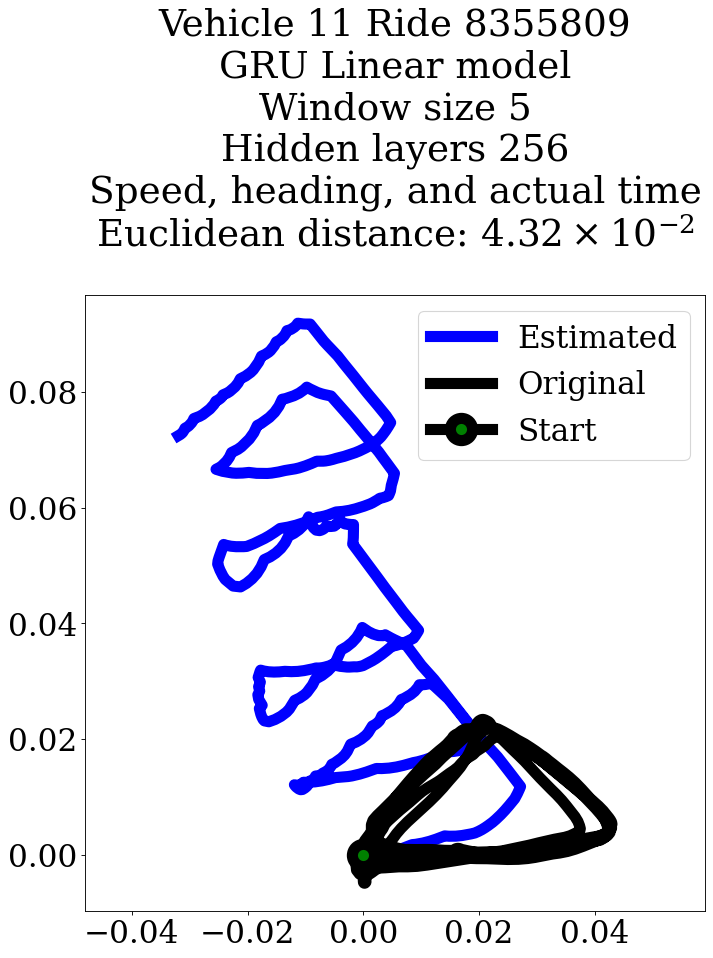 Vehicle 11 Ride 8355809
GRU Linear model
Window size 5
Hidden layers 256
Speed, heading, and actual time
Euclidean distance: 4.32 × 10⁻²
Estimated
Original
Start
0.08
0.06
0.04
0.02
0.00
−0.04 −0.02 0.00 0.02 0.04